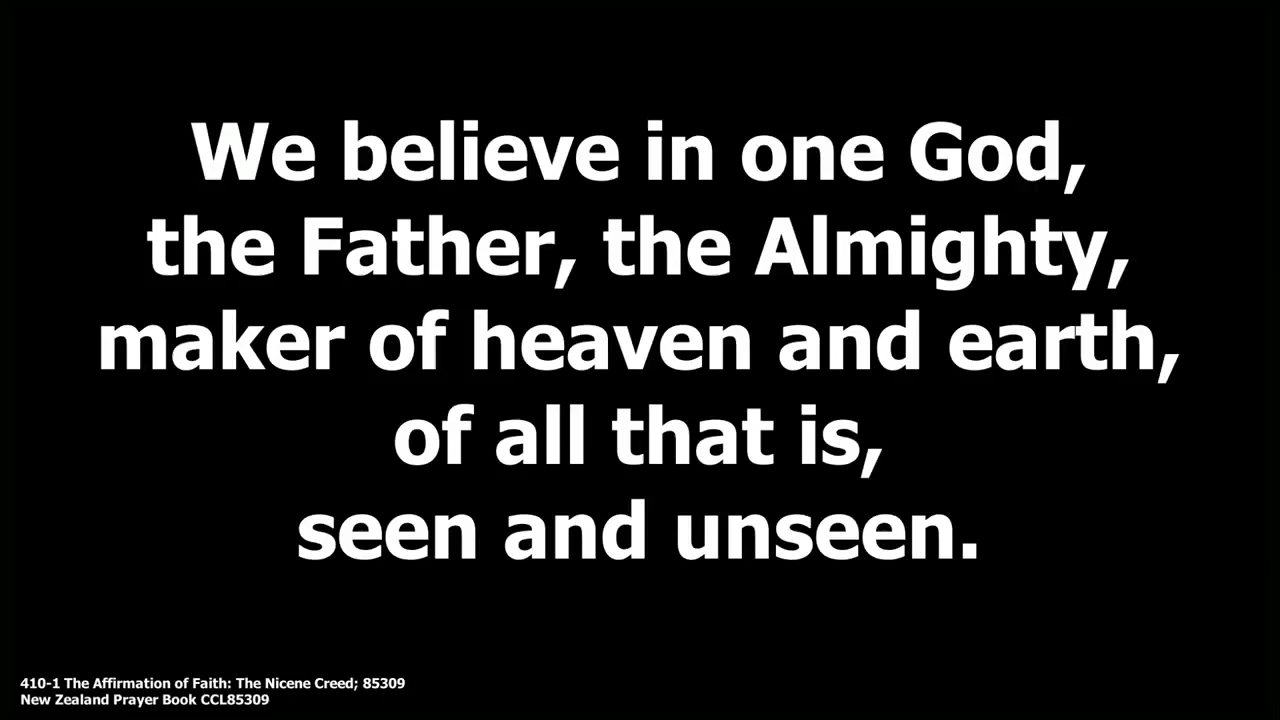 We believe in one God,
the Father, the Almighty,
maker of heaven and earth,
of all that is,
seen and unseen.
410-1 The Affirmation of Faith: The Nicene Creed; 85309
New Zealand Prayer Book CCL85309